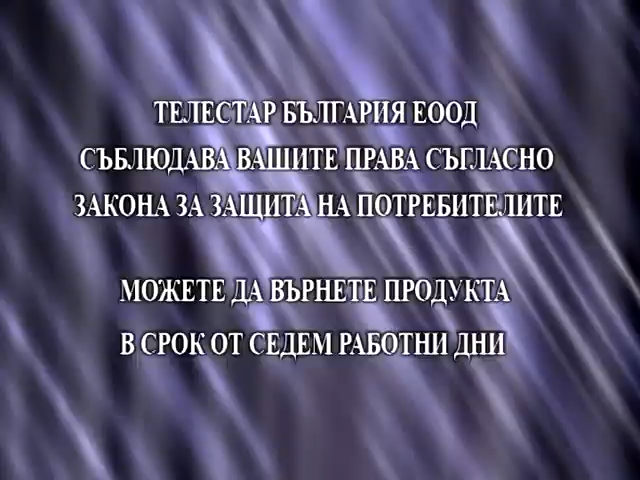 ТЕЛЕСТАР БЪЛГАРИЯ ЕООД
СЪБЛЮДАВА ВАШИТЕ ПРАВА СЪГЛАСНО
ЗАКОНА ЗА ЗАЩИТА НА ПОТРЕБИТЕЛИТЕ
МОЖЕТЕ ДА ВЪРНЕТЕ ПРОДУКТА
В СРОК ОТ СЕДЕМ РАБОТНИ ДНИ